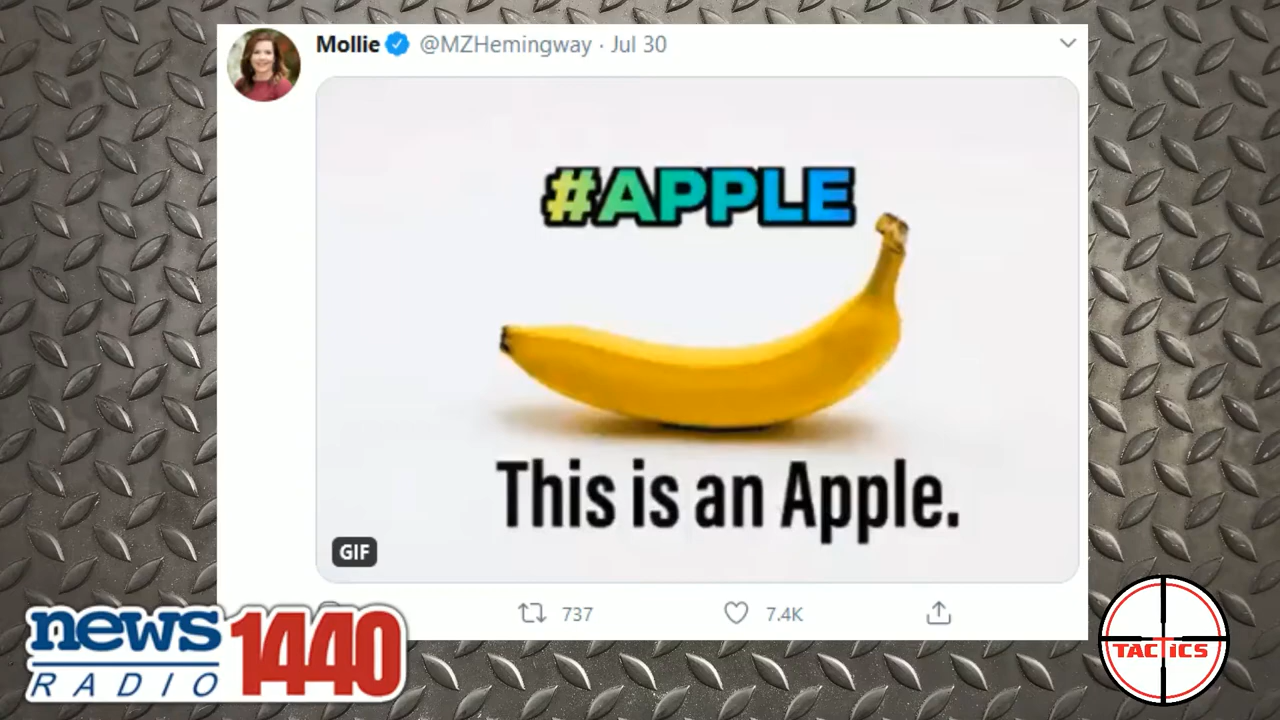 Mollie @MZHemingway · Jul 30
#APPLE
This is an Apple.
GIF
737 7.4K
news 1440
RADIO
TACTICS